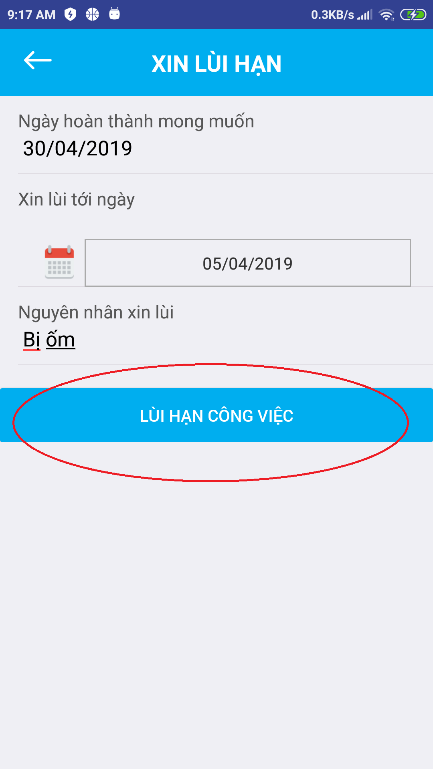 9:17 AM 0.3KB/s
XIN LÙI HẠN
Ngày hoàn thành mong muốn
30/04/2019
Xin lùi tới ngày
05/04/2019
Nguyên nhân xin lùi
Bị ốm
LÙI HẠN CÔNG VIỆC